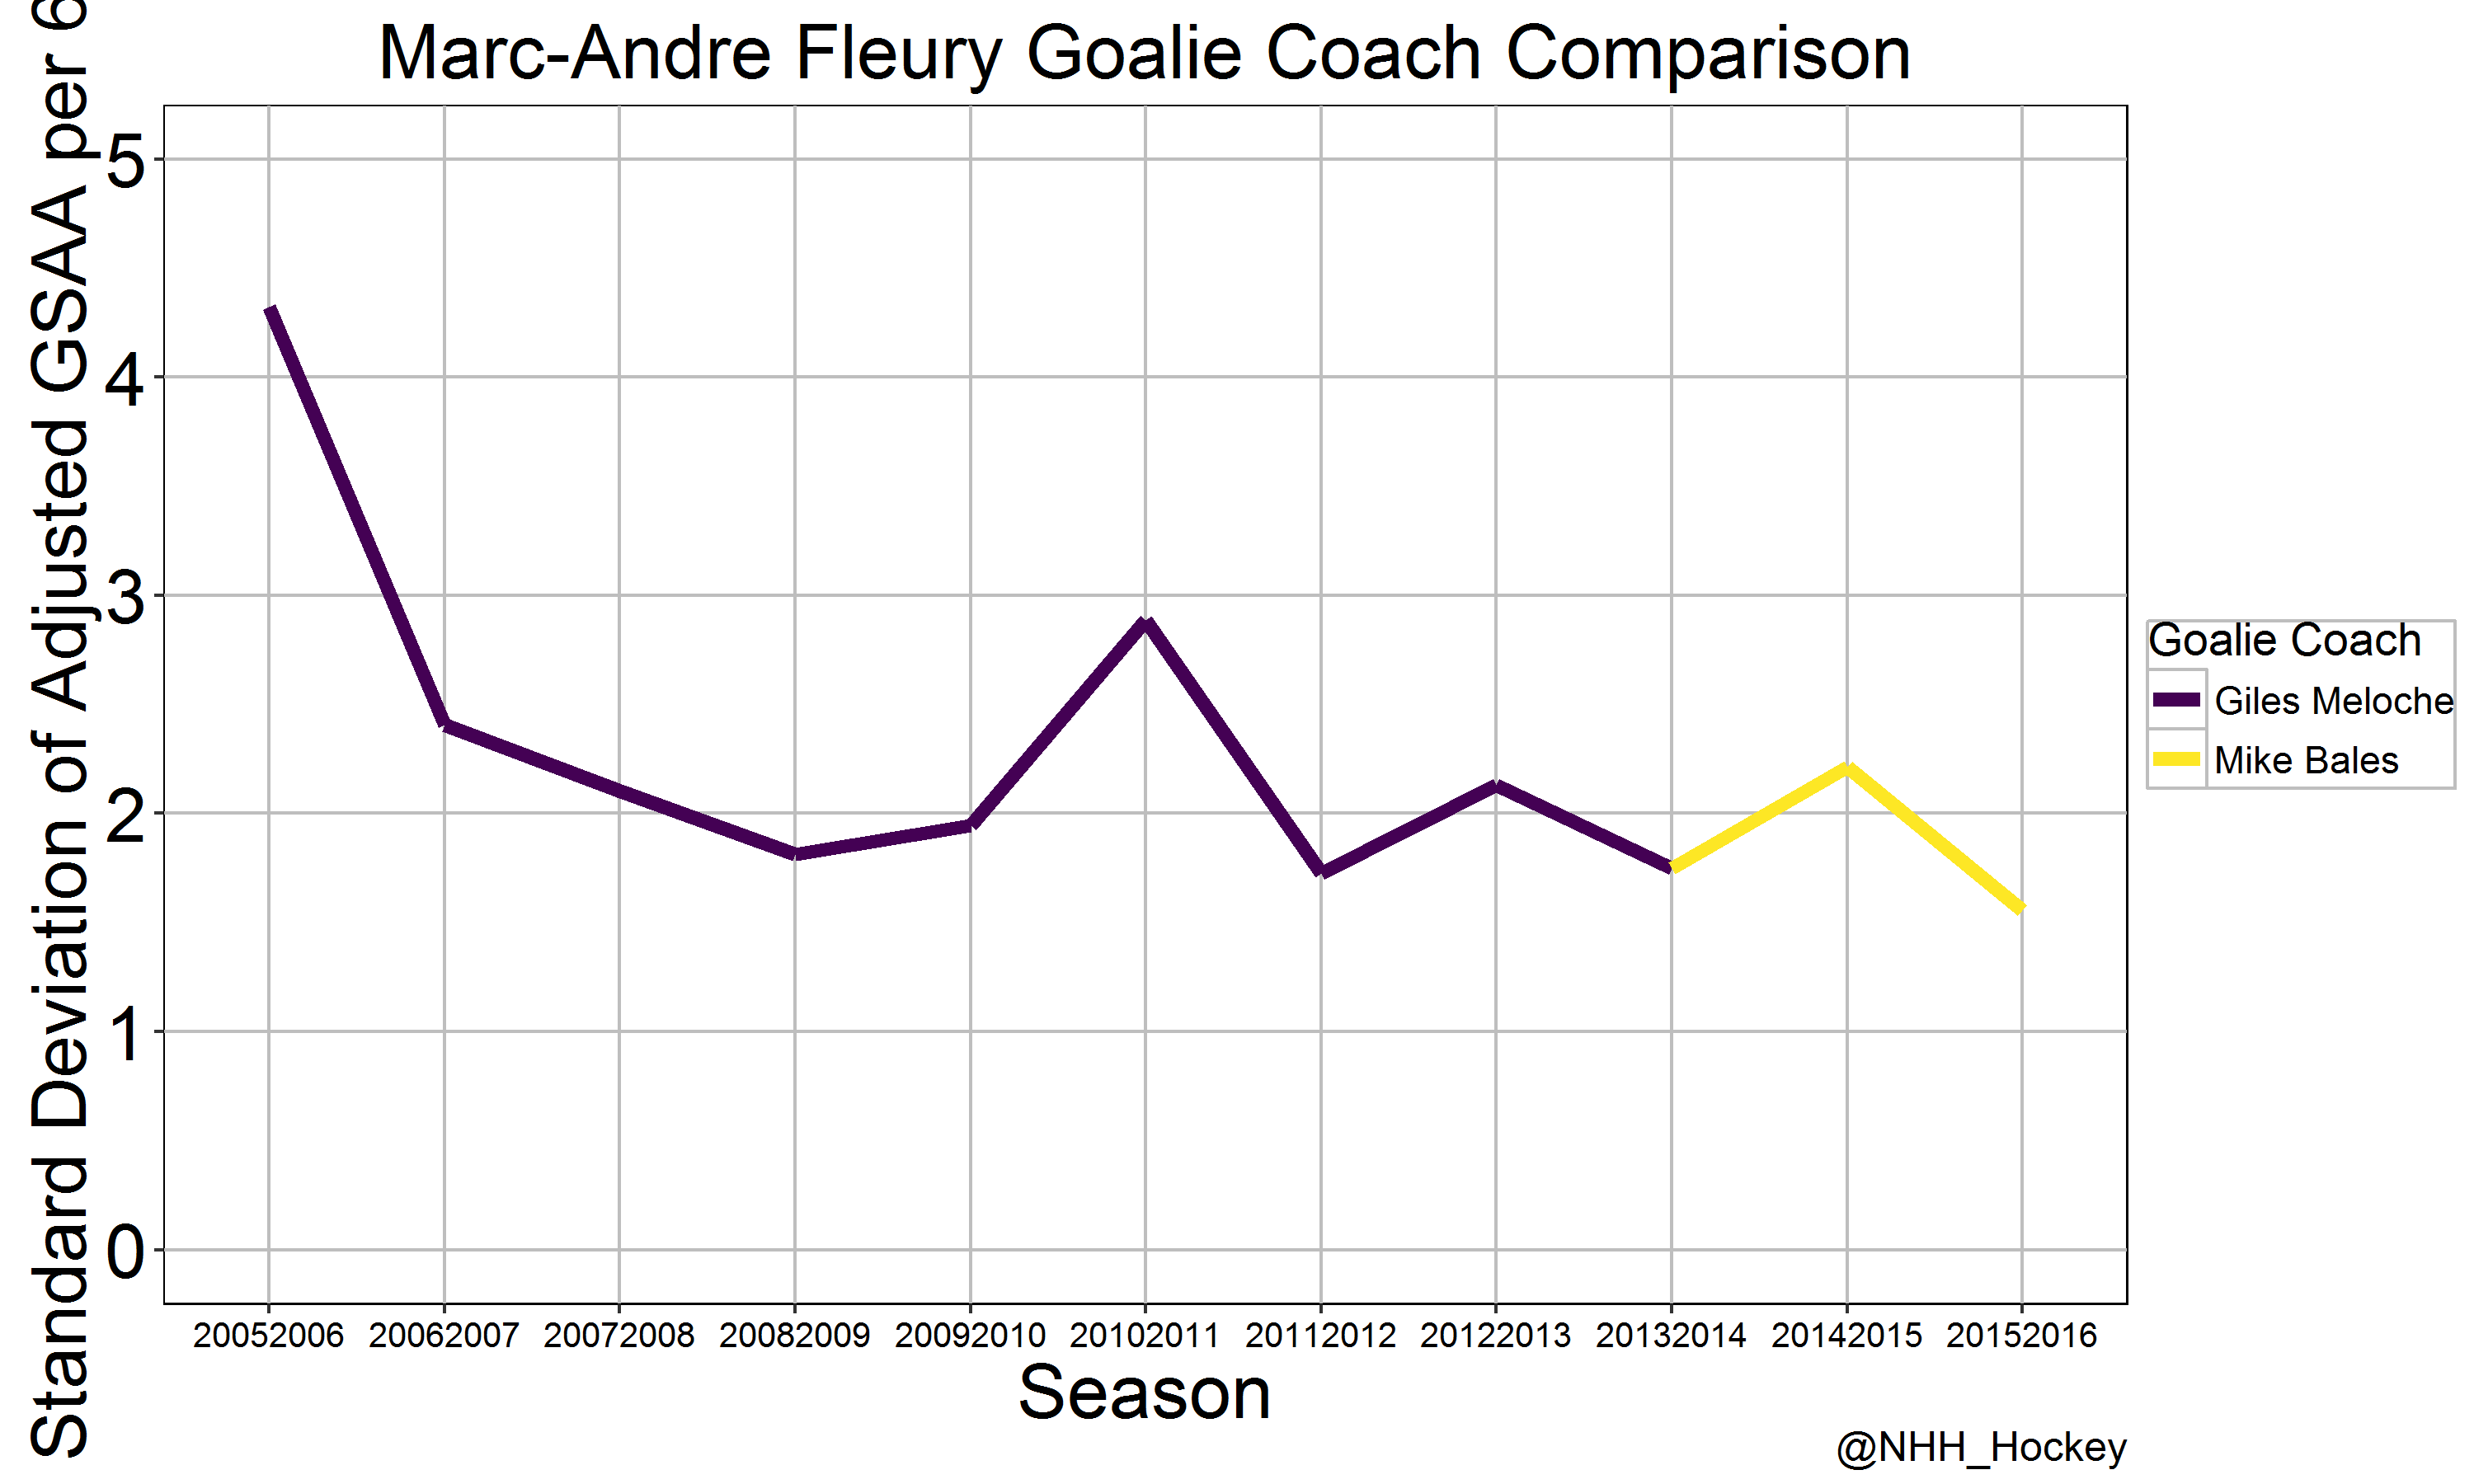 Marc-Andre Fleury Goalie Coach Comparison
Standard Deviation of Adjusted GSAA per 6
5
4
3
2
1
0
20052006 20062007 20072008 20082009 20092010 20102011 20112012 20122013 20132014 20142015 20152016
Season
Goalie Coach
Giles Meloche
Mike Bales
@NHH_Hockey